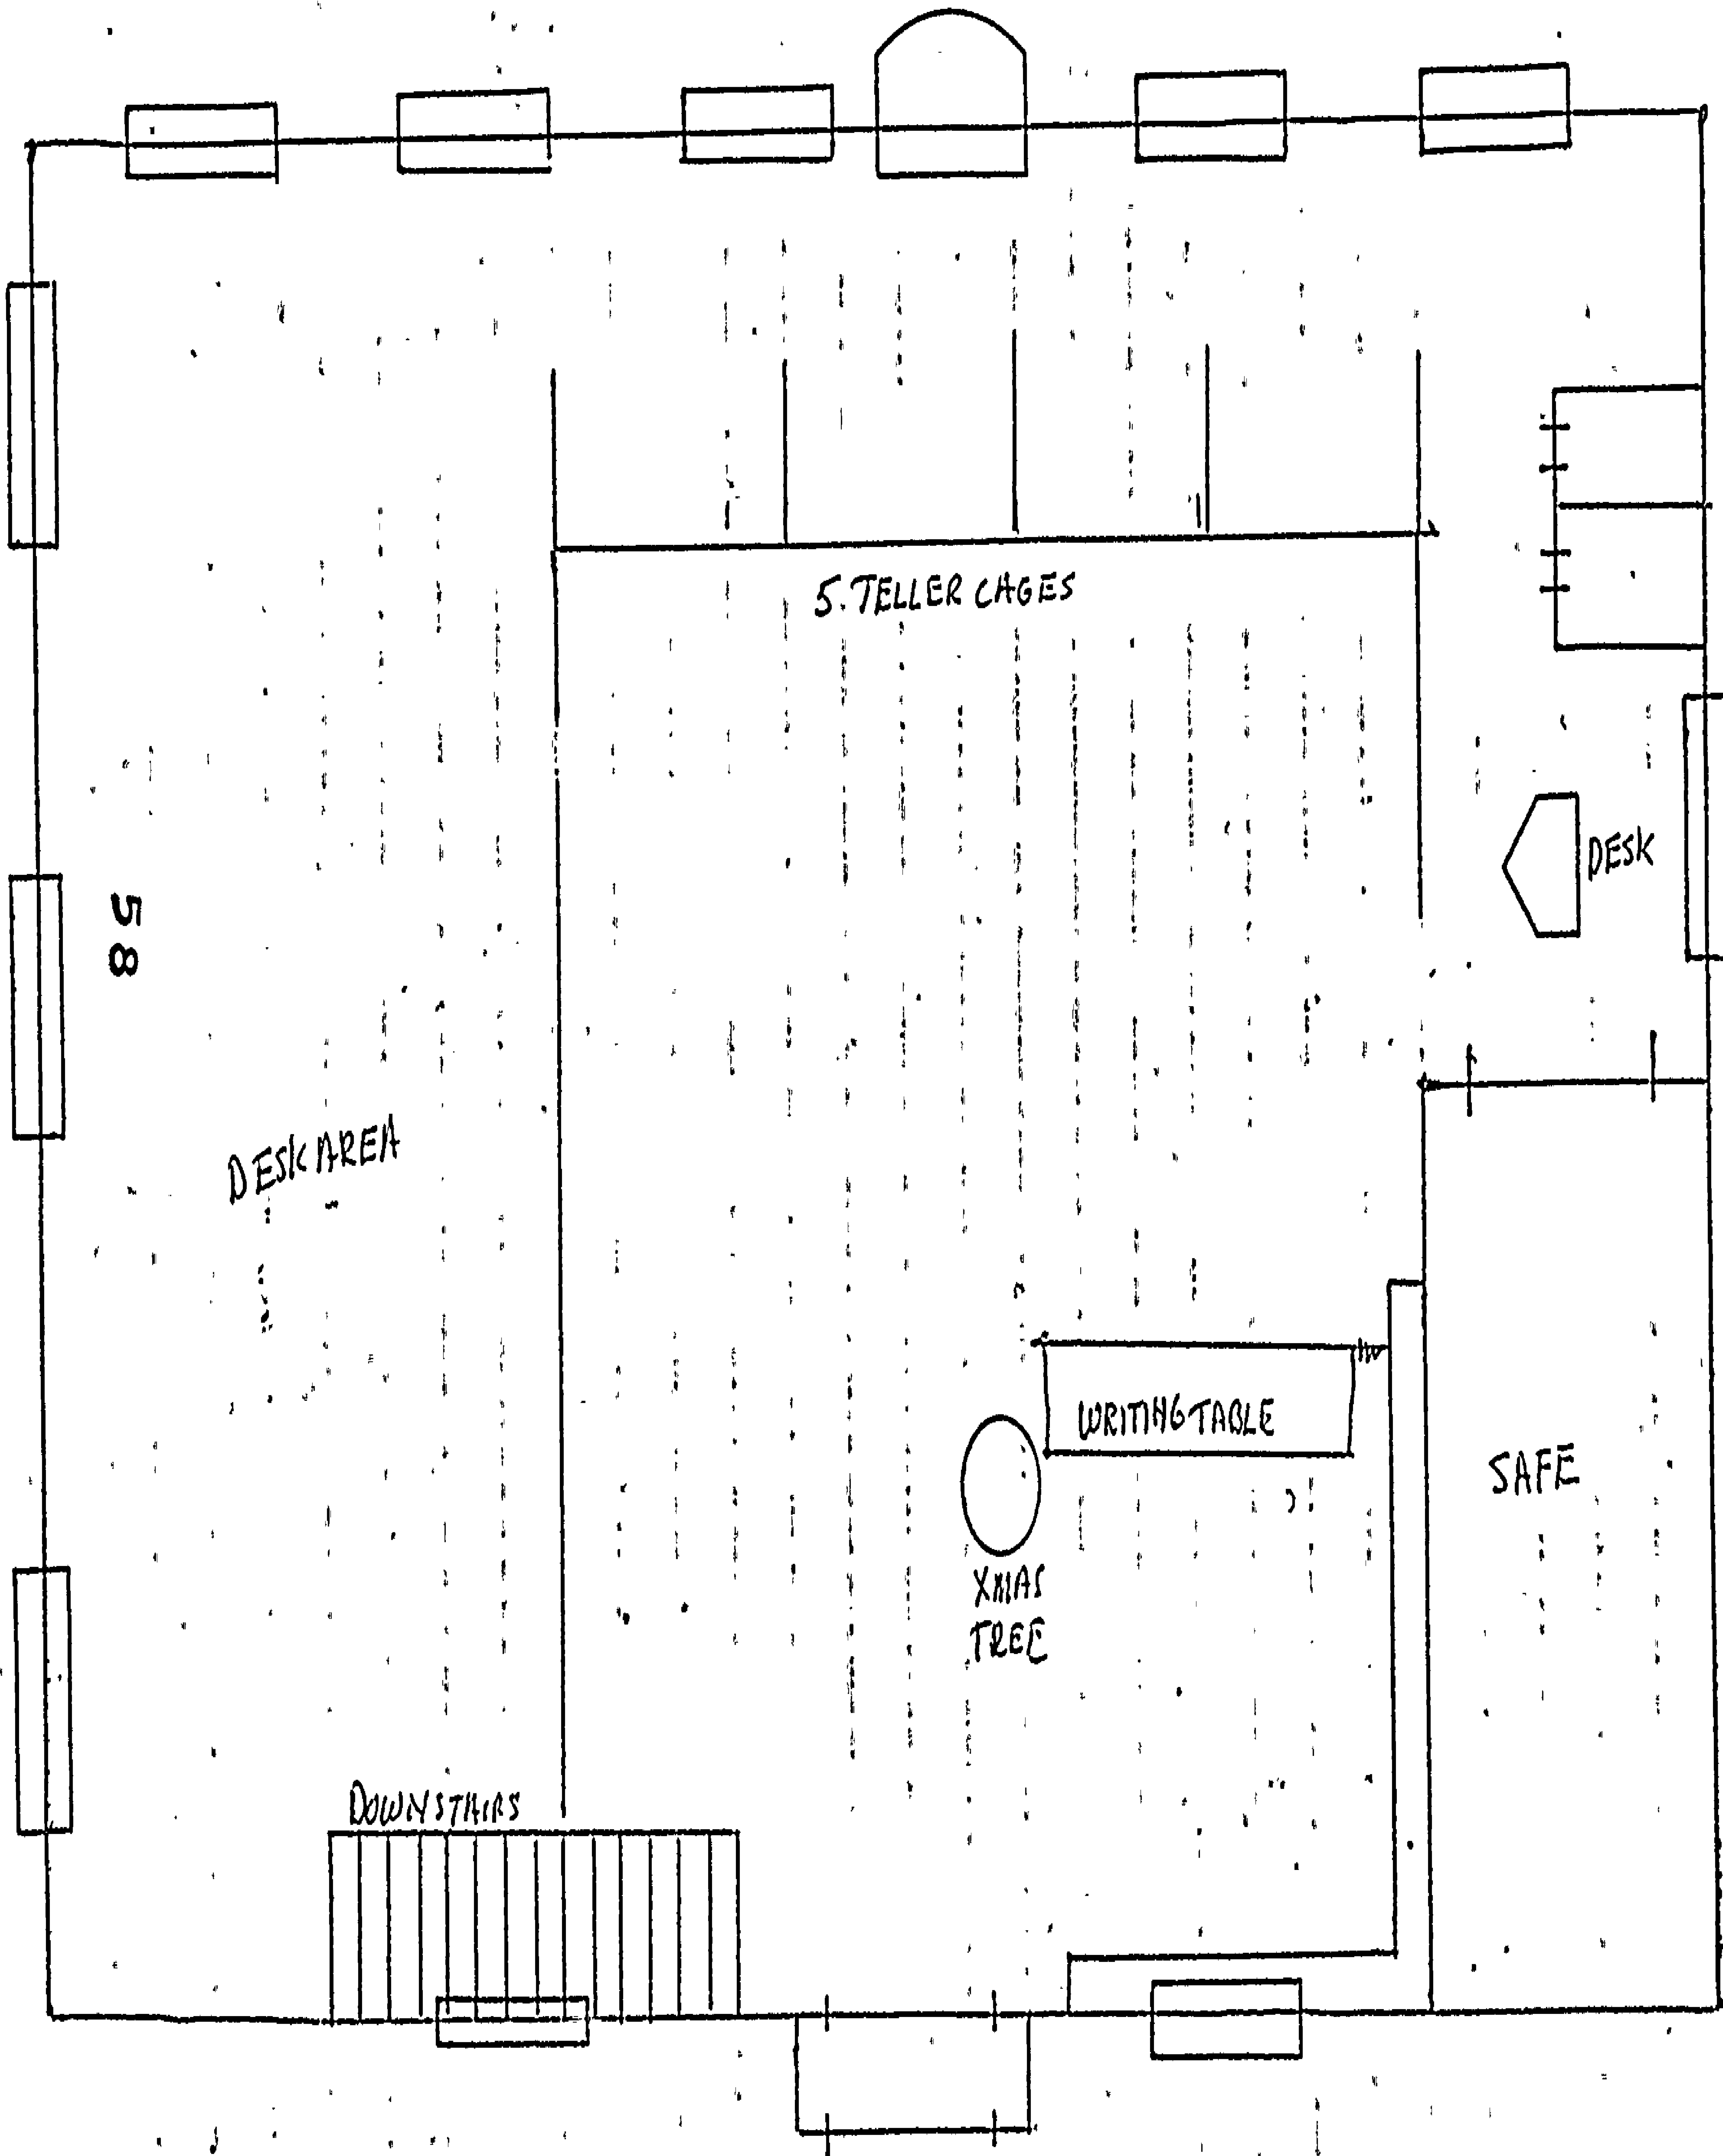 5. TELLER CAGES
DESK
58
DESK AREA
WRITING TABLE
SAFE
XMAS
TREE
DOWNSTAIRS